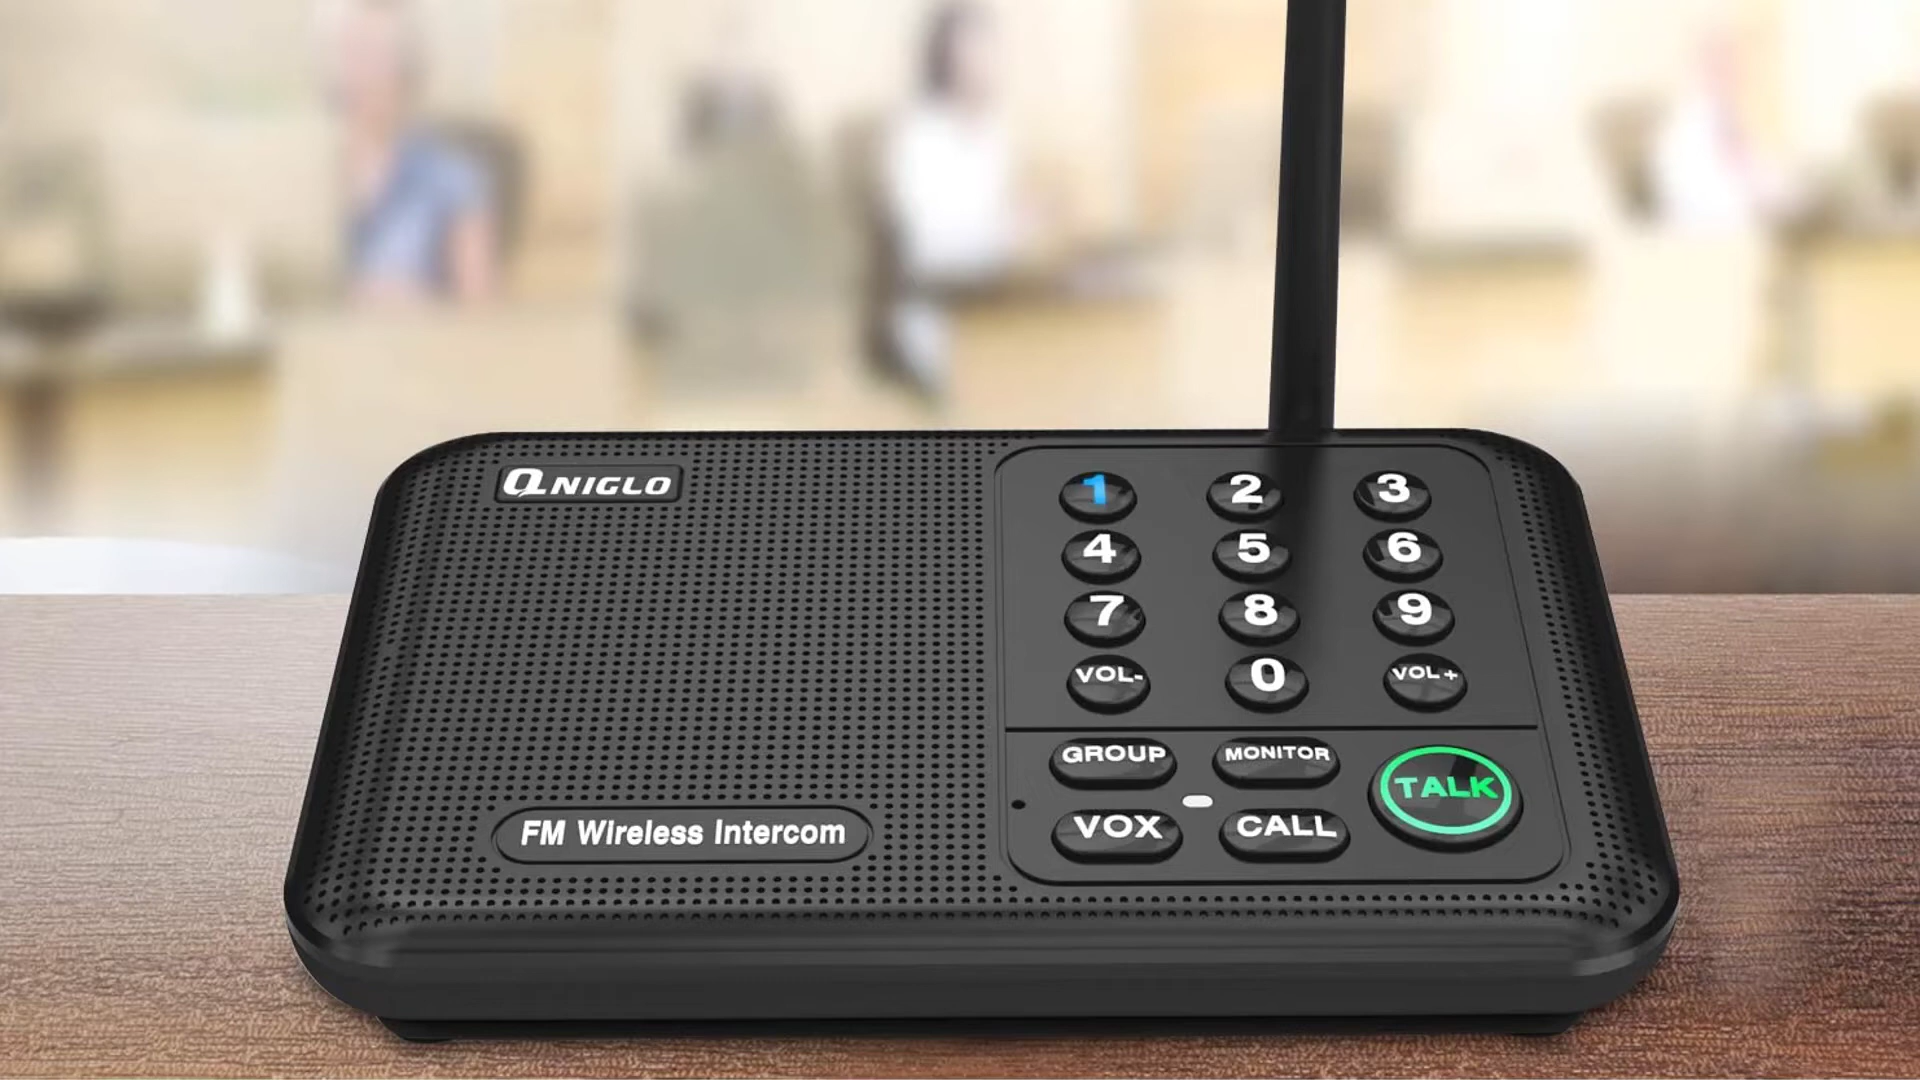 QNIGLO
1 2 3
4 5 6
7 8 9
VOL- 0 VOL+
GROUP MONITOR
TALK
VOX CALL
FM Wireless Intercom